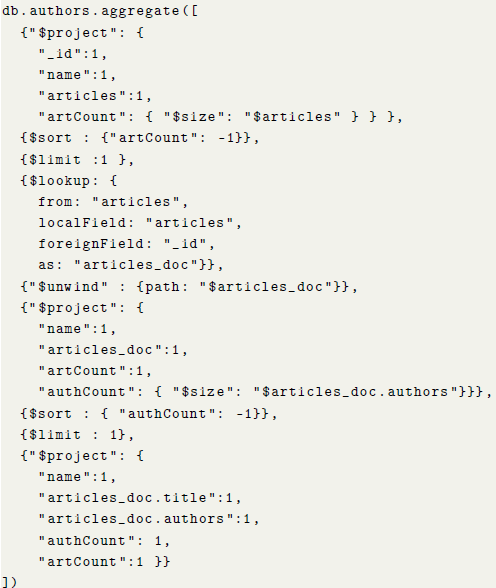 db.authors.aggregate([
{"$project": {
"_id":1,
"name":1,
"articles":1,
"artCount": { "$size": "$articles" } } },
{$sort : {"artCount": -1}},
{$limit :1 },
{$lookup: {
from: "articles",
localField: "articles",
foreignField: "_id",
as: "articles_doc"}},
{"$unwind" : {path: "$articles_doc"}},
{"$project": {
"name":1,
"articles_doc":1,
"artCount":1,
"authCount": { "$size": "$articles_doc.authors"}}},
{$sort : { "authCount": -1}},
{$limit : 1},
{"$project": {
"name":1,
"articles_doc.title":1,
"articles_doc.authors":1,
"authCount": 1,
"artCount":1 }}
])